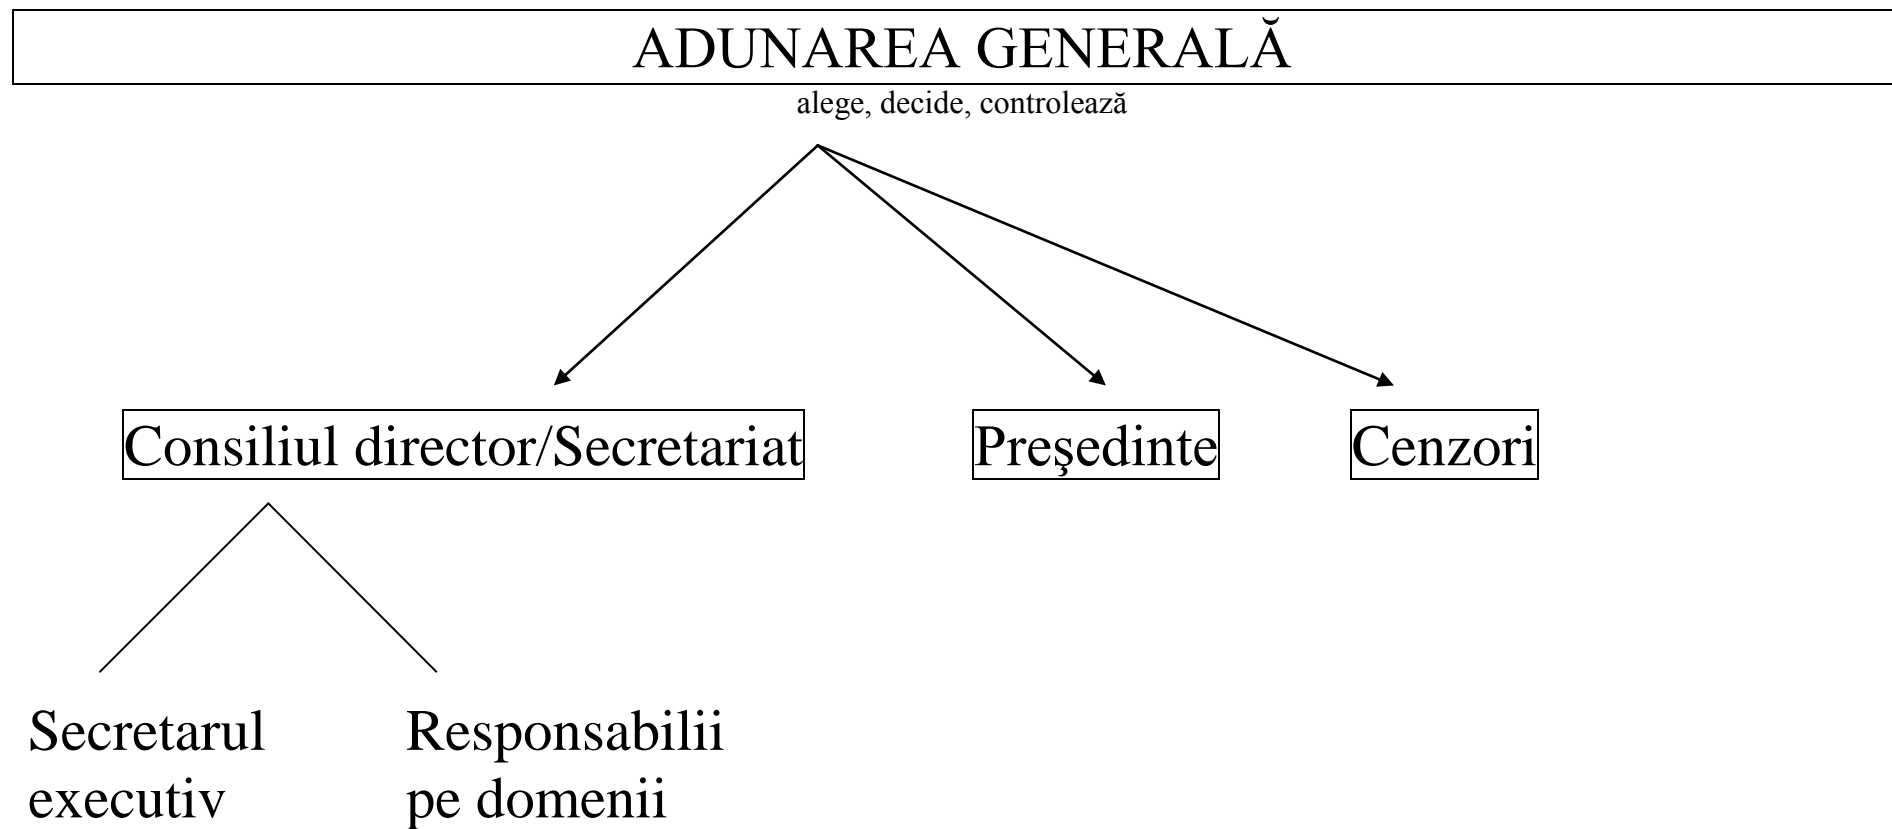 ADUNAREA GENERALĂ
alege, decide, controlează
Consiliul director/Secretariat
Preşedinte
Cenzori
Secretarul
executiv
Responsabilii
pe domenii